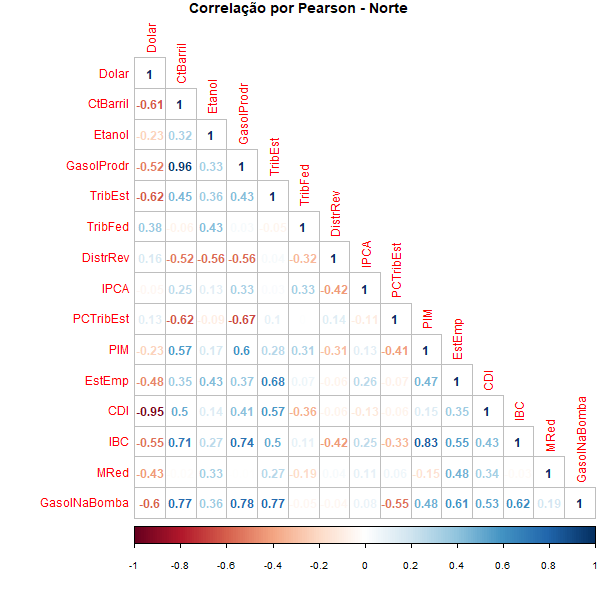 Correlação por Pearson - Norte
Dolar
CtBarril
Etanol
GasolProdr
TribEst
TribFed
DistrRev
IPCA
PCTribEst
PIM
EstEmp
CDI
IBC
MRed
GasolNaBomba
Dolar 1
CtBarril -0.61 1
Etanol -0.23 0.32 1
GasolProdr -0.52 0.96 0.33 1
TribEst -0.62 0.45 0.36 0.43 1
TribFed 0.38 0.43 1
DistrRev 0.16 -0.52 -0.56 -0.56 -0.32 1
IPCA 0.25 0.13 0.33 0.33 -0.42 1
PCTribEst 0.13 -0.62 -0.67 0.1 0.14 -0.11 1
PIM -0.23 0.57 0.17 0.6 0.28 0.31 -0.31 0.13 -0.41 1
EstEmp -0.48 0.35 0.43 0.37 0.68 0.26 0.47 1
CDI -0.95 0.5 0.14 0.41 0.57 -0.36 -0.13 0.15 0.35 1
IBC -0.55 0.71 0.27 0.74 0.5 0.11 -0.42 0.25 -0.33 0.83 0.55 0.43 1
MRed -0.43 0.33 0.27 -0.19 0.11 -0.15 0.48 0.34 1
GasolNaBomba -0.6 0.77 0.36 0.78 0.77 -0.55 0.48 0.61 0.53 0.62 0.19 1
-1 -0.8 -0.6 -0.4 -0.2 0 0.2 0.4 0.6 0.8 1